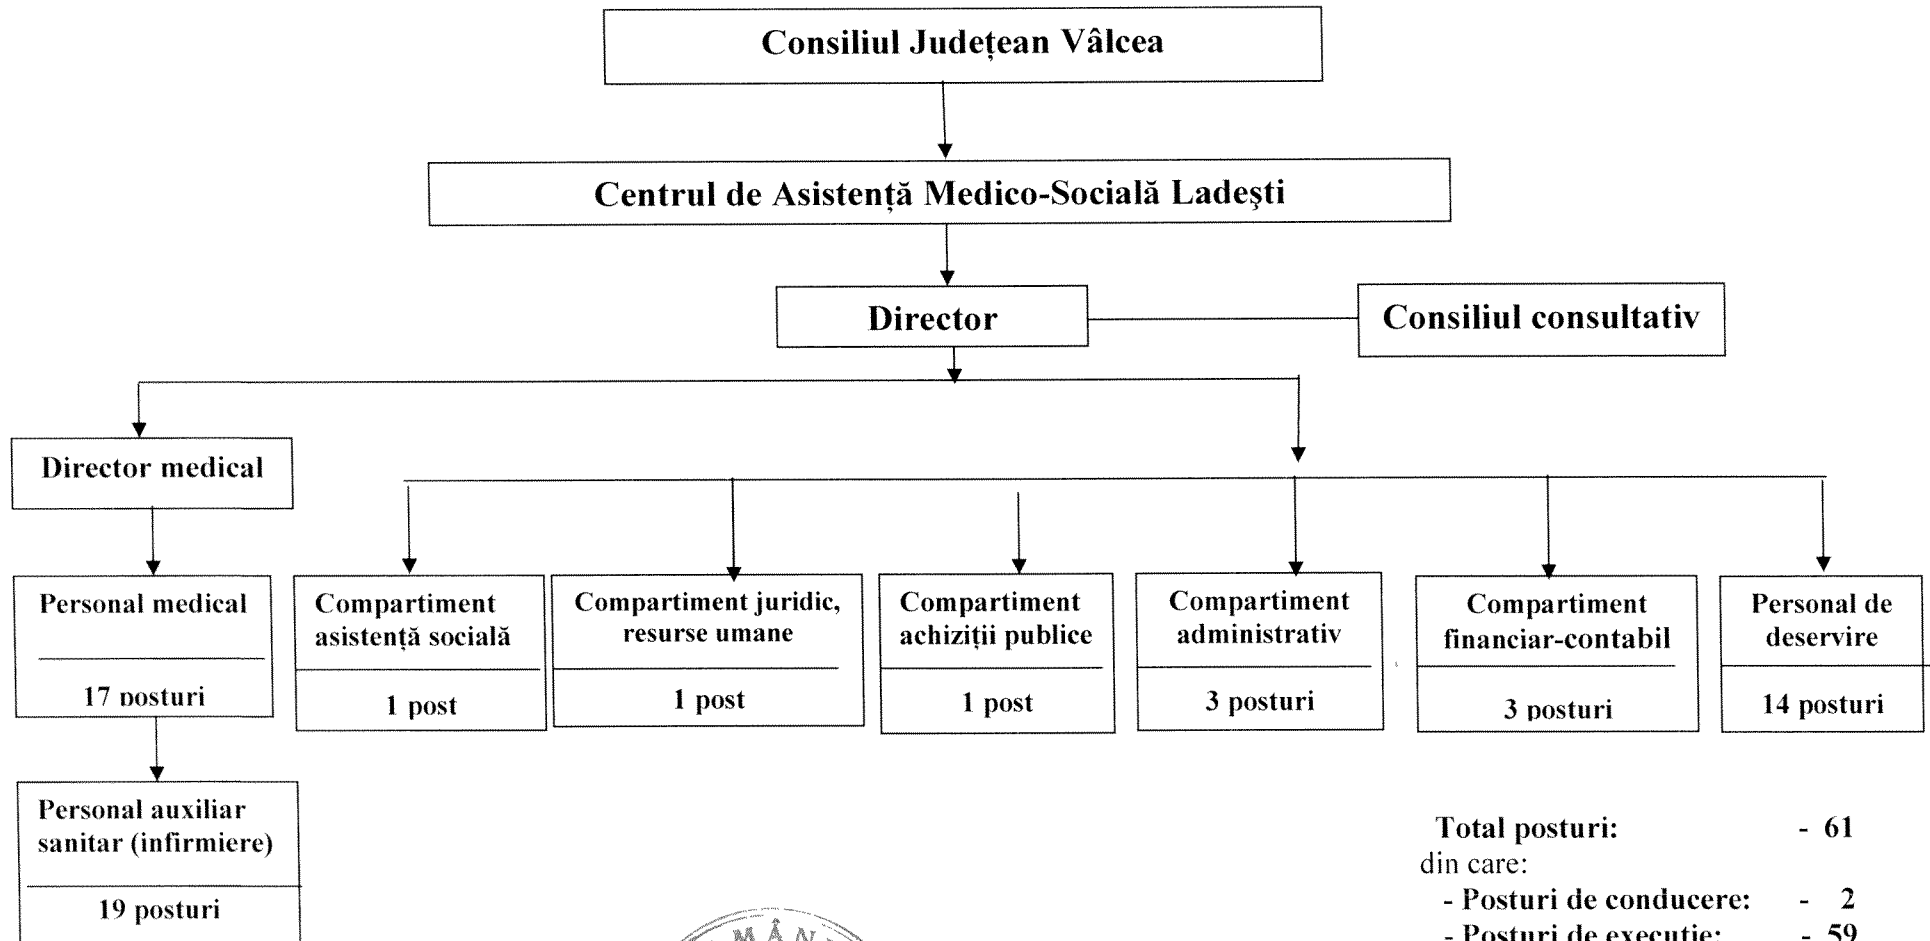 Consiliul Județean Vâlcea
Centrul de Asistență Medico-Socială Ladești
Director
Consiliul consultativ
Director medical
Personal medical
17 posturi
Compartiment
asistență socială
1 post
Compartiment juridic,
resurse umane
1 post
Compartiment
achiziții publice
1 post
Compartiment
administrativ
3 posturi
Compartiment
financiar-contabil
3 posturi
Personal de
deservire
14 posturi
Personal auxiliar
sanitar (infirmiere)
19 posturi
Total posturi: - 61
din care:
- Posturi de conducere: - 2
- Posturi de execuție: - 59